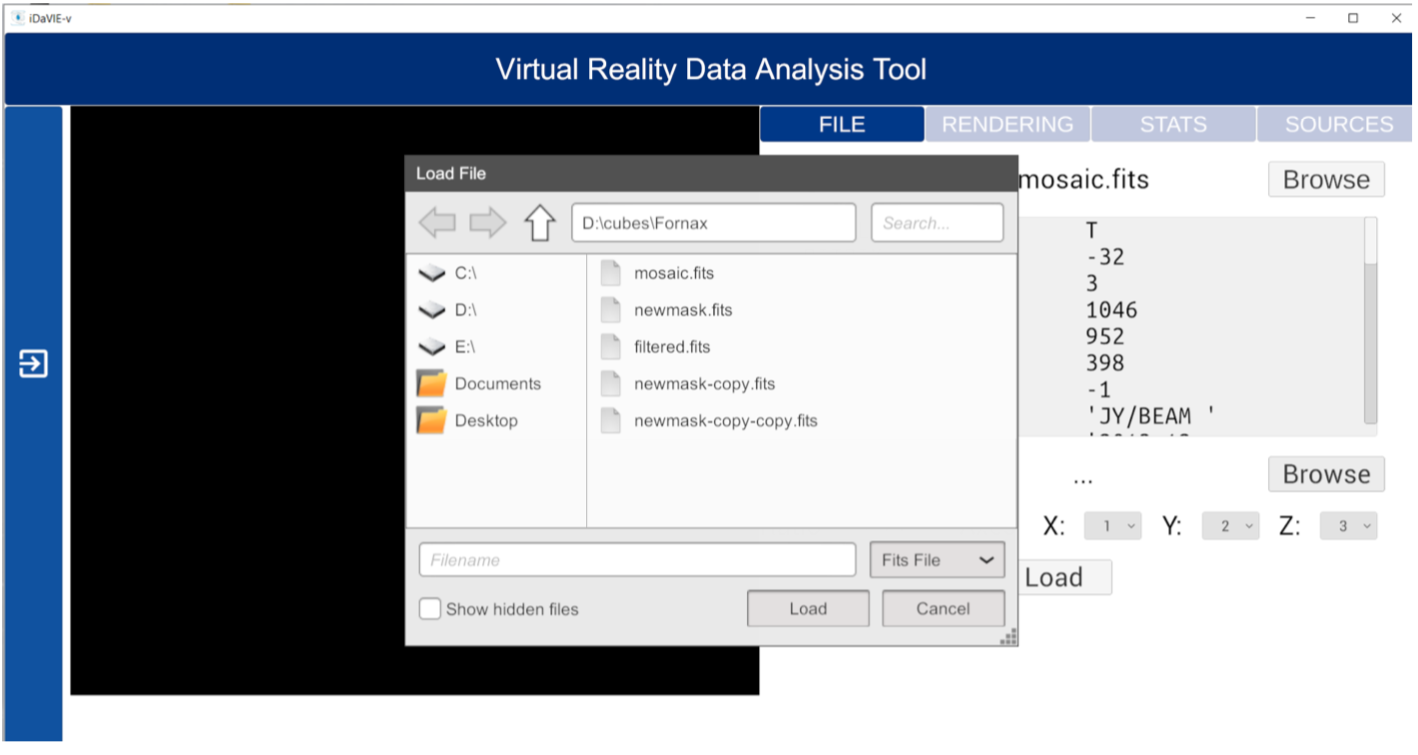 iDaVIE-v
Virtual Reality Data Analysis Tool
FILE RENDERING STATS SOURCES
Load File
mosaic.fits Browse
D:\cubes\Fornax Search...
T
-32
3
1046
952
398
-1
'JY/BEAM '
C:\ mosaic.fits
D:\ newmask.fits
E:\ filtered.fits
Documents newmask-copy.fits
Desktop newmask-copy-copy.fits
... Browse
X: 1 Y: 2 Z: 3
Filename Fits File
Load
Show hidden files Load Cancel